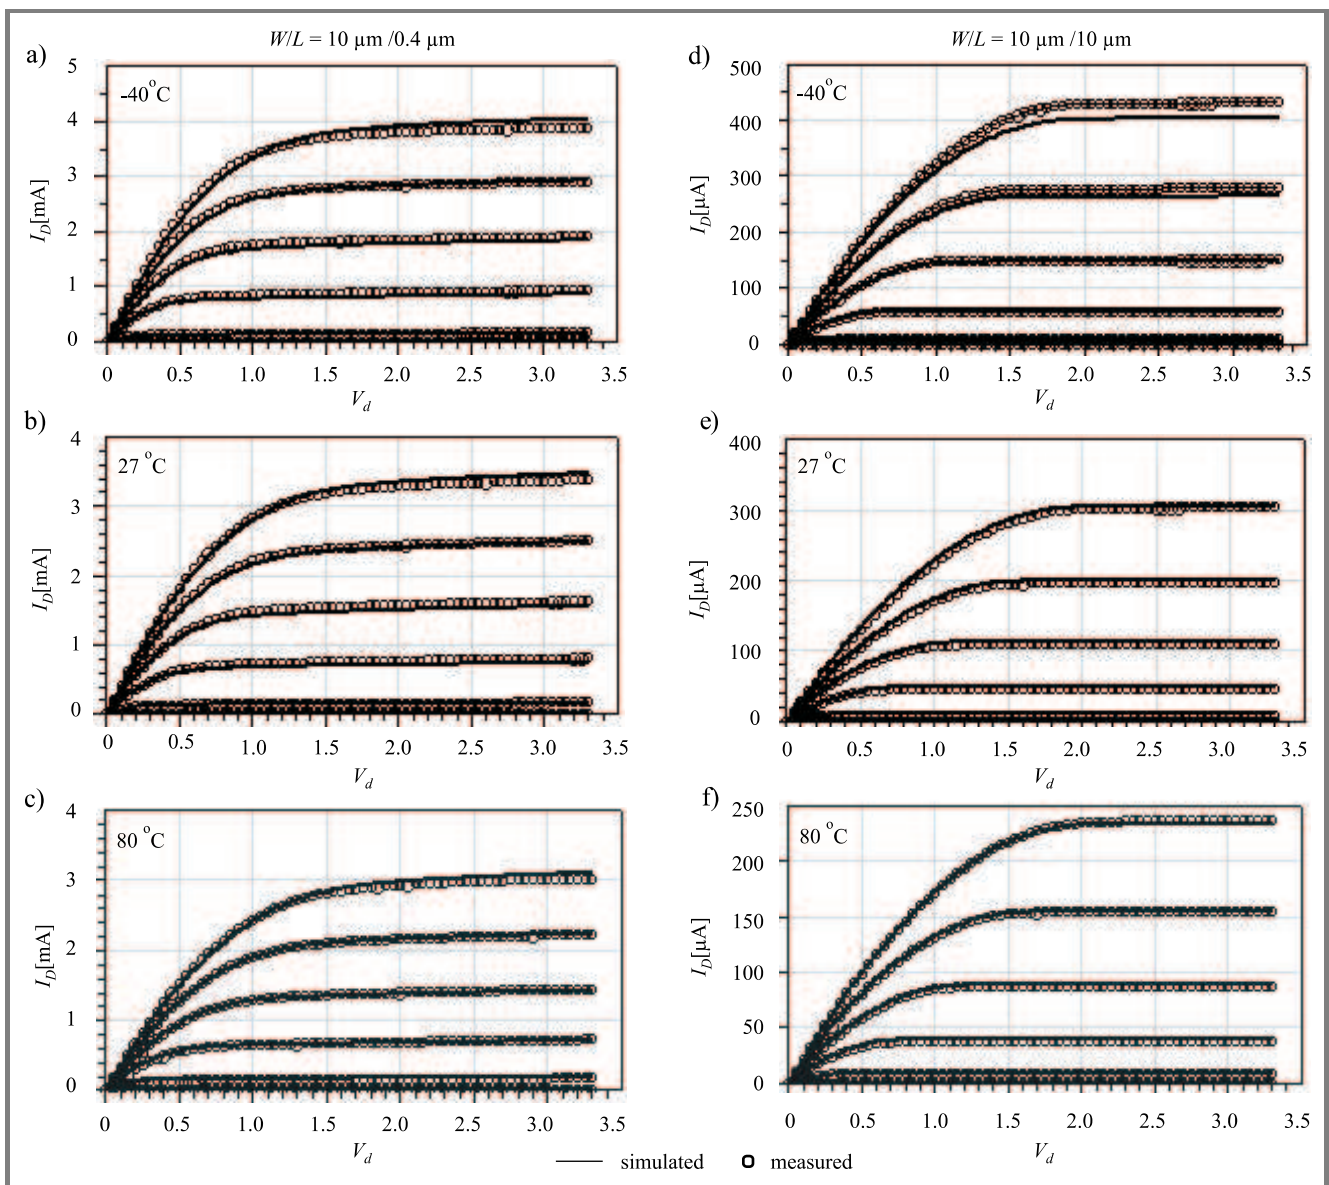 W/L = 10 µm /0.4 µm
a)
-40°C
5
4
3
2
1
0
I_D[mA]
0 0.5 1.0 1.5 2.0 2.5 3.0 3.5
V_d
b)
27 °C
4
3
2
1
0
I_D[mA]
0 0.5 1.0 1.5 2.0 2.5 3.0 3.5
V_d
c)
80 °C
4
3
2
1
0
I_D[mA]
0 0.5 1.0 1.5 2.0 2.5 3.0 3.5
V_d
W/L = 10 µm /10 µm
d)
-40°C
500
400
300
200
100
0
I_D[µA]
0 0.5 1.0 1.5 2.0 2.5 3.0 3.5
V_d
e)
27 °C
400
300
200
100
0
I_D[µA]
0 0.5 1.0 1.5 2.0 2.5 3.0 3.5
V_d
f)
80 °C
250
200
150
100
50
0
I_D[µA]
0 0.5 1.0 1.5 2.0 2.5 3.0 3.5
V_d
simulated measured